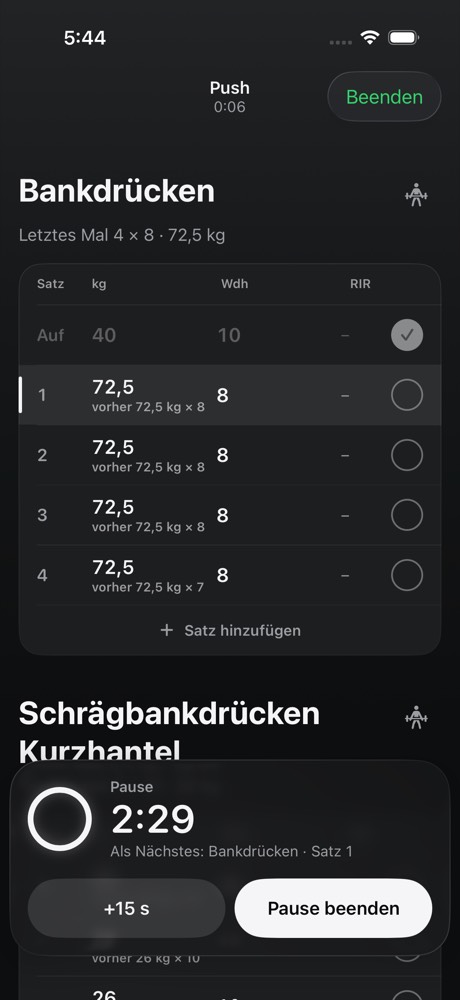 5:44
Push
0:06
Beenden
Bankdrücken
Letztes Mal 4 × 8 · 72,5 kg
Satz kg Wdh RIR
Auf 40 10 –
1 72,5 8 –
vorher 72,5 kg × 8
2 72,5 8 –
vorher 72,5 kg × 8
3 72,5 8 –
vorher 72,5 kg × 8
4 72,5 8 –
vorher 72,5 kg × 7
+ Satz hinzufügen
Schrägbankdrücken
Kurzhantel
Pause
2:29
Als Nächstes: Bankdrücken · Satz 1
+15 s
Pause beenden
vorher 26 kg × 10
26